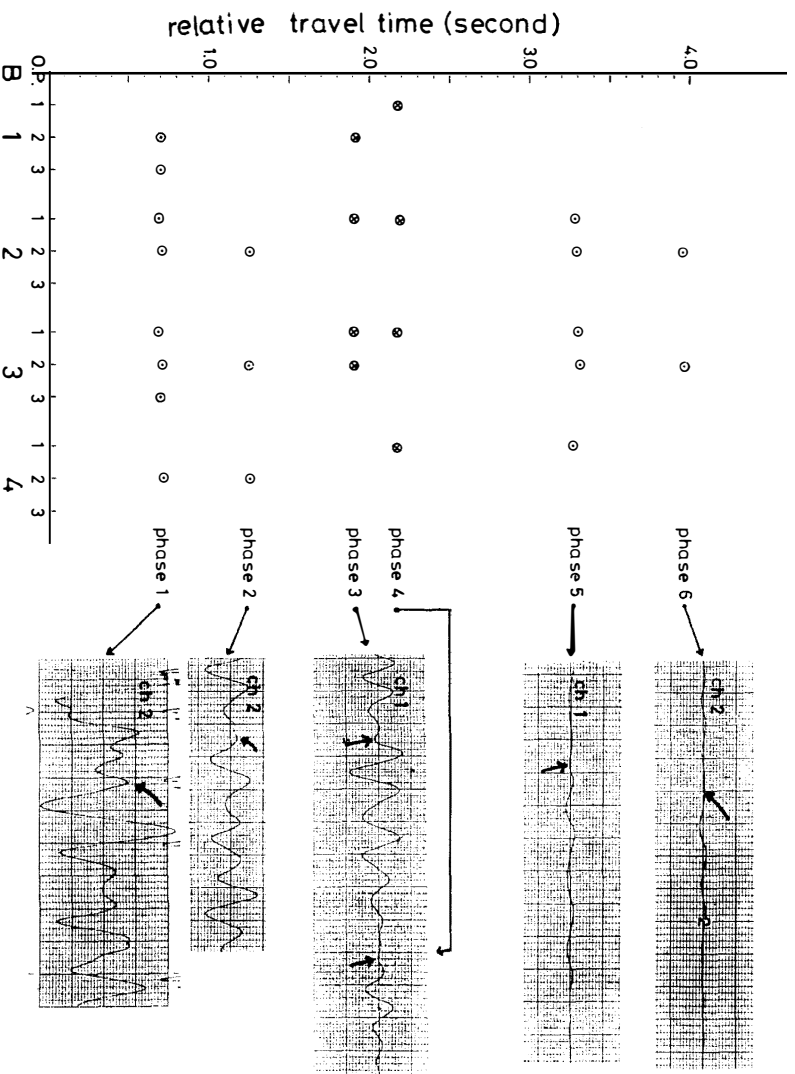 relative travel time (second)
1.0 2.0 3.0 4.0
O.P. 1 2 3 1 2 3 1 2 3 1 2 3
B 1 2 3 4
phase 6
phase 5
phase 4
phase 3
phase 2
phase 1
ch 2
2
ch 1
ch 1
ch 2
ch 2